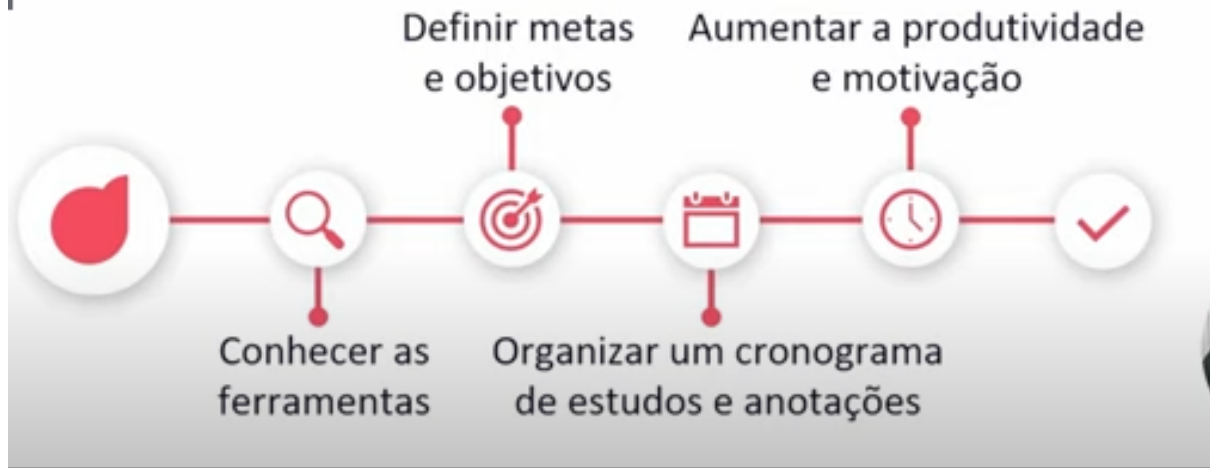 Definir metas
e objetivos
Aumentar a produtividade
e motivação
Conhecer as
ferramentas
Organizar um cronograma
de estudos e anotações